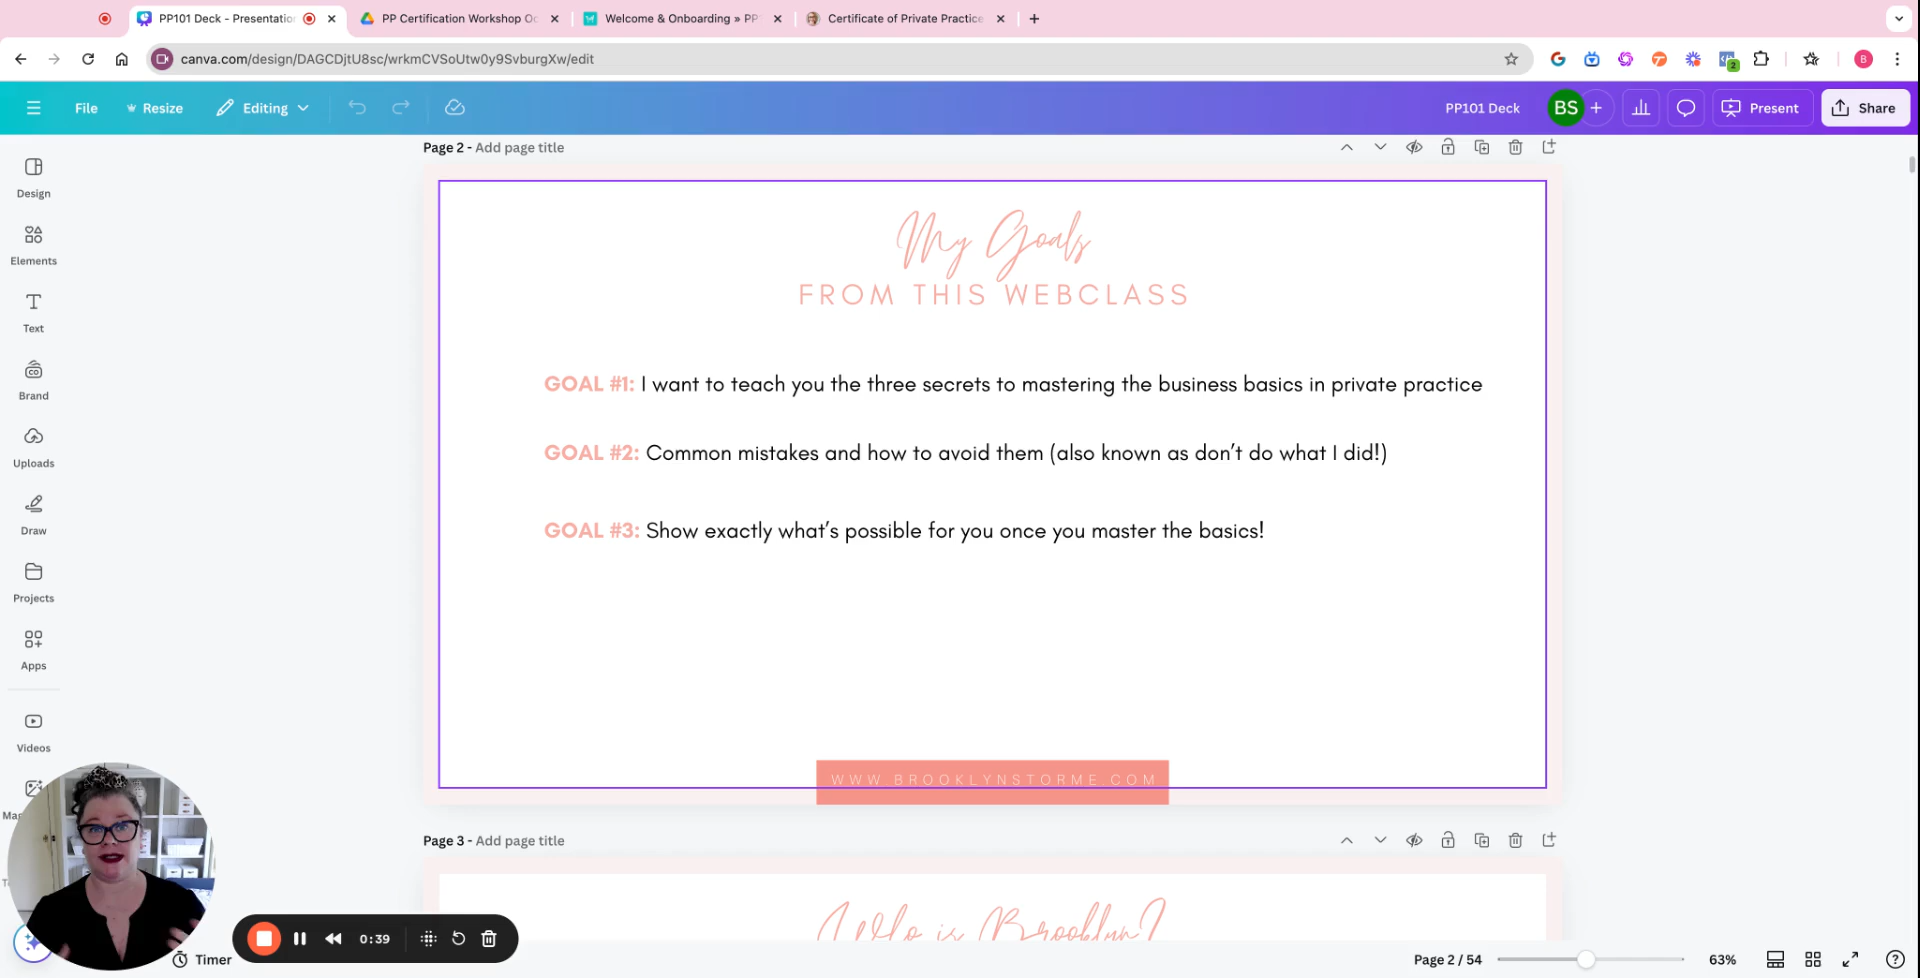 PP101 Deck - Presentation
PP Certification Workshop Oc
Welcome & Onboarding » PP
Certificate of Private Practice
canva.com/design/DAGCDjtU8sc/wrkmCVSoUtw0y9SvburgXw/edit
2
B
File
Resize
Editing
PP101 Deck
BS
Present
Share
Page 2 - Add page title
Design
Elements
Text
Brand
Uploads
Draw
Projects
Apps
Videos
My Goals
FROM THIS WEBCLASS
GOAL #1: I want to teach you the three secrets to mastering the business basics in private practice
GOAL #2: Common mistakes and how to avoid them (also known as don't do what I did!)
GOAL #3: Show exactly what's possible for you once you master the basics!
WWW.BROOKLYNSTORME.COM
Page 3 - Add page title
Who is Brooklyn?
0:39
Timer
Page 2 / 54
63%